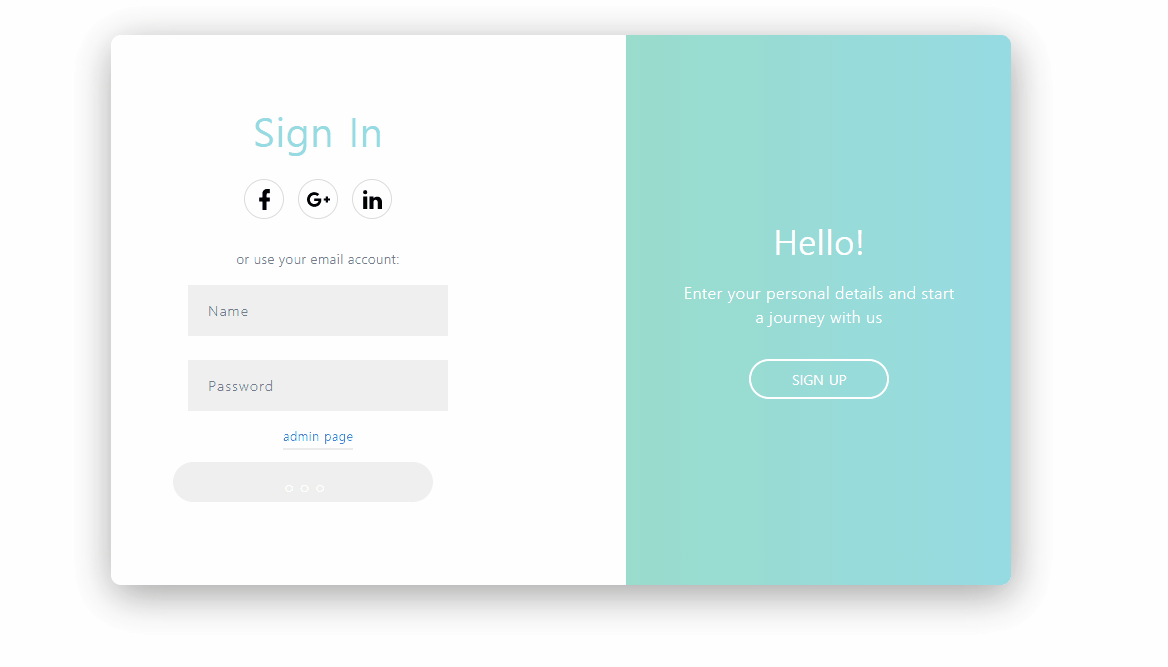 Sign In
f G+ in
or use your email account:
Name
Password
admin page
Hello!
Enter your personal details and start
a journey with us
SIGN UP